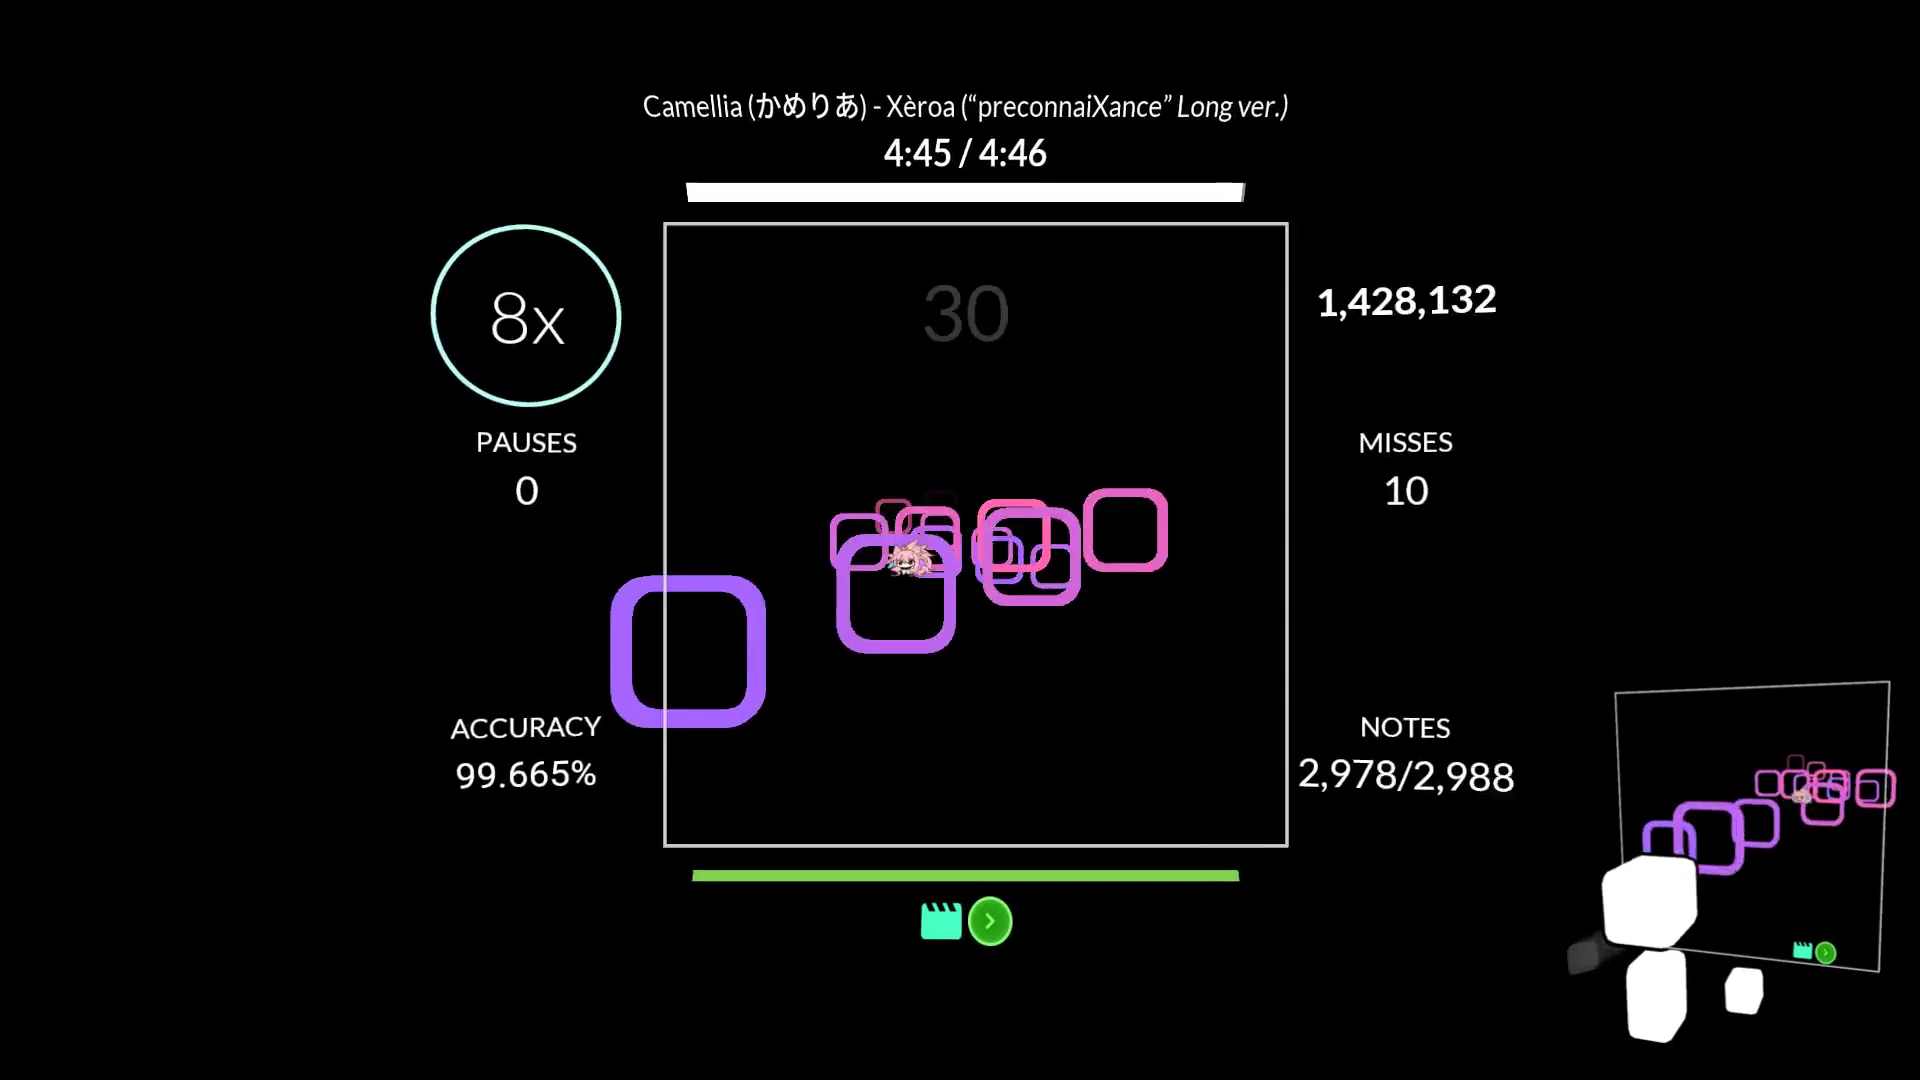 Camellia (かめりあ) - Xèroa (“preconnaiXance” Long ver.)
4:45 / 4:46
8x
30
1,428,132
PAUSES
0
MISSES
10
ACCURACY
99.665%
NOTES
2,978/2,988